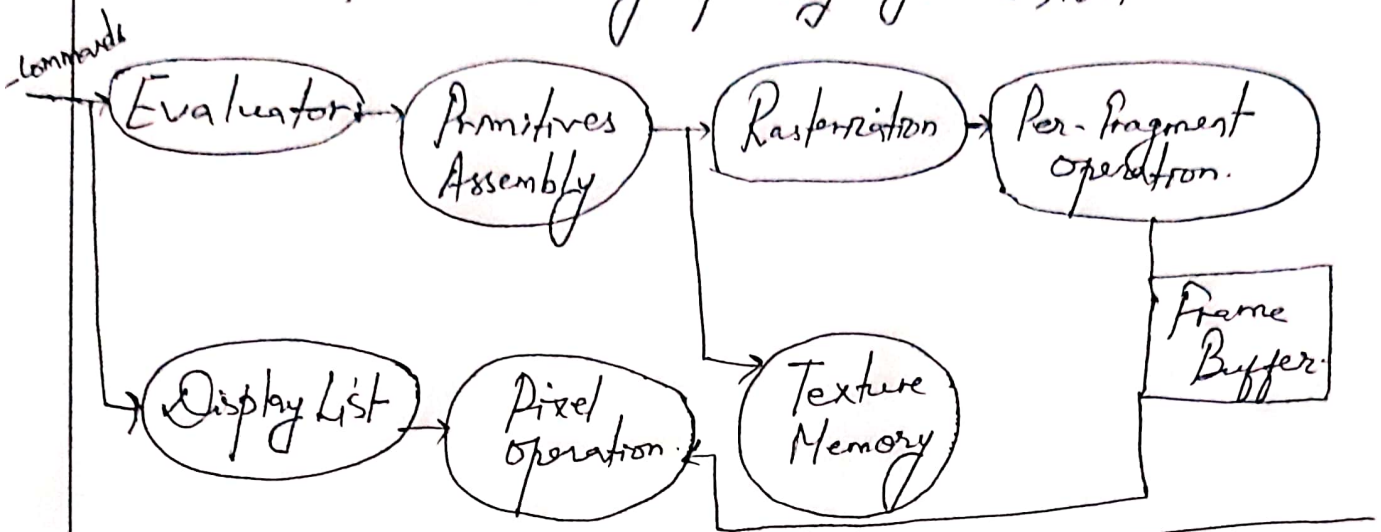 Commands
Evaluator
Primitives
Assembly
Rasterization
Per-fragment
operation.
Frame
Buffer.
Display List
Pixel
operation.
Texture
Memory